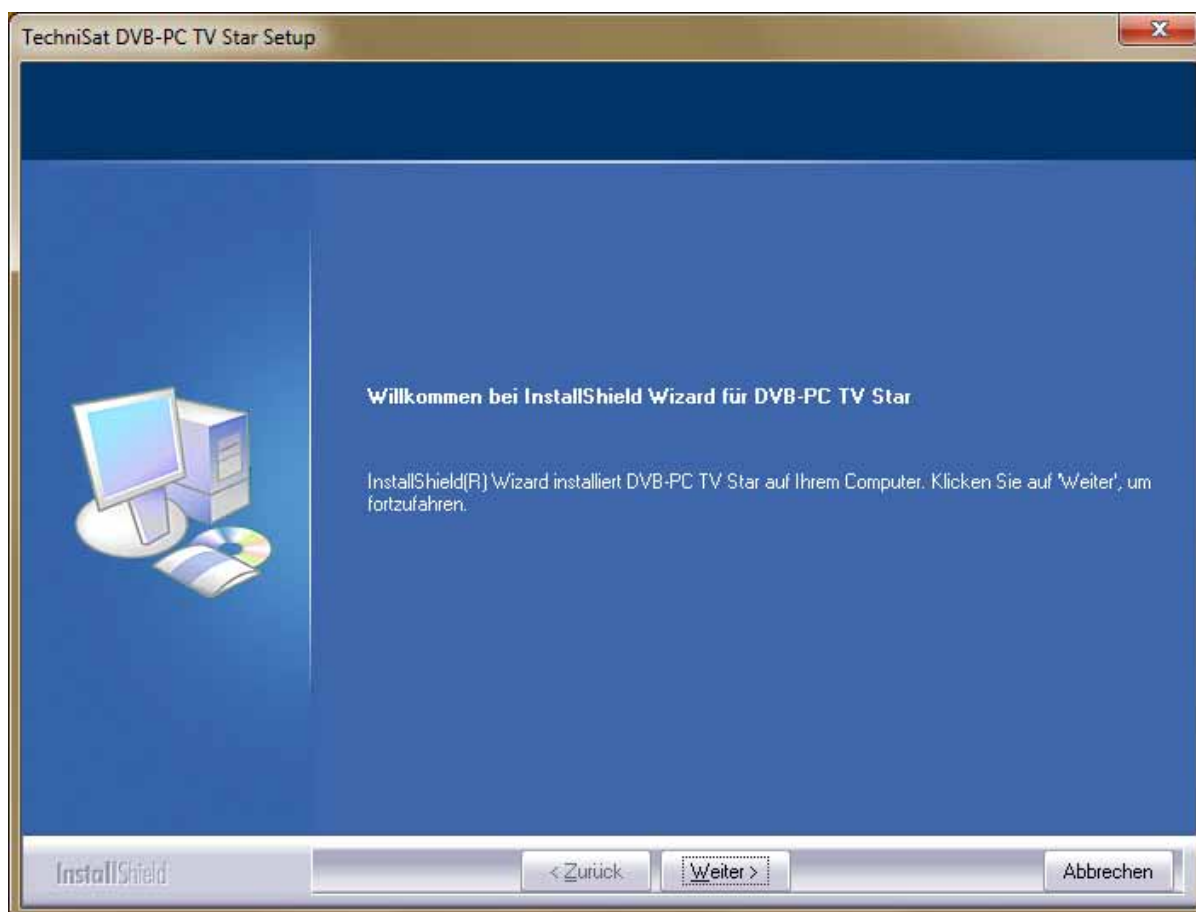 TechniSat DVB-PC TV Star Setup
Willkommen bei InstallShield Wizard für DVB-PC TV Star
InstallShield(R) Wizard installiert DVB-PC TV Star auf Ihrem Computer. Klicken Sie auf 'Weiter', um
fortzufahren.
InstallShield
< Zurück
Weiter >
Abbrechen